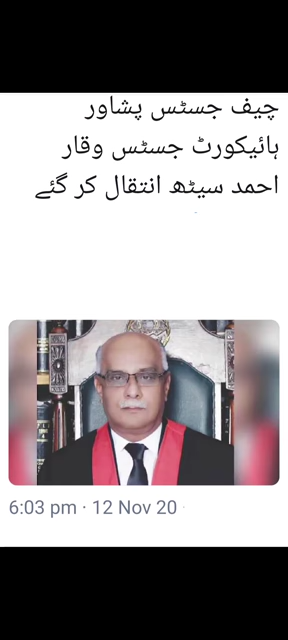 چیف جسٹس پشاور
ہائیکورٹ جسٹس وقار
احمد سیٹھ انتقال کر گئے
6:03 pm · 12 Nov 20